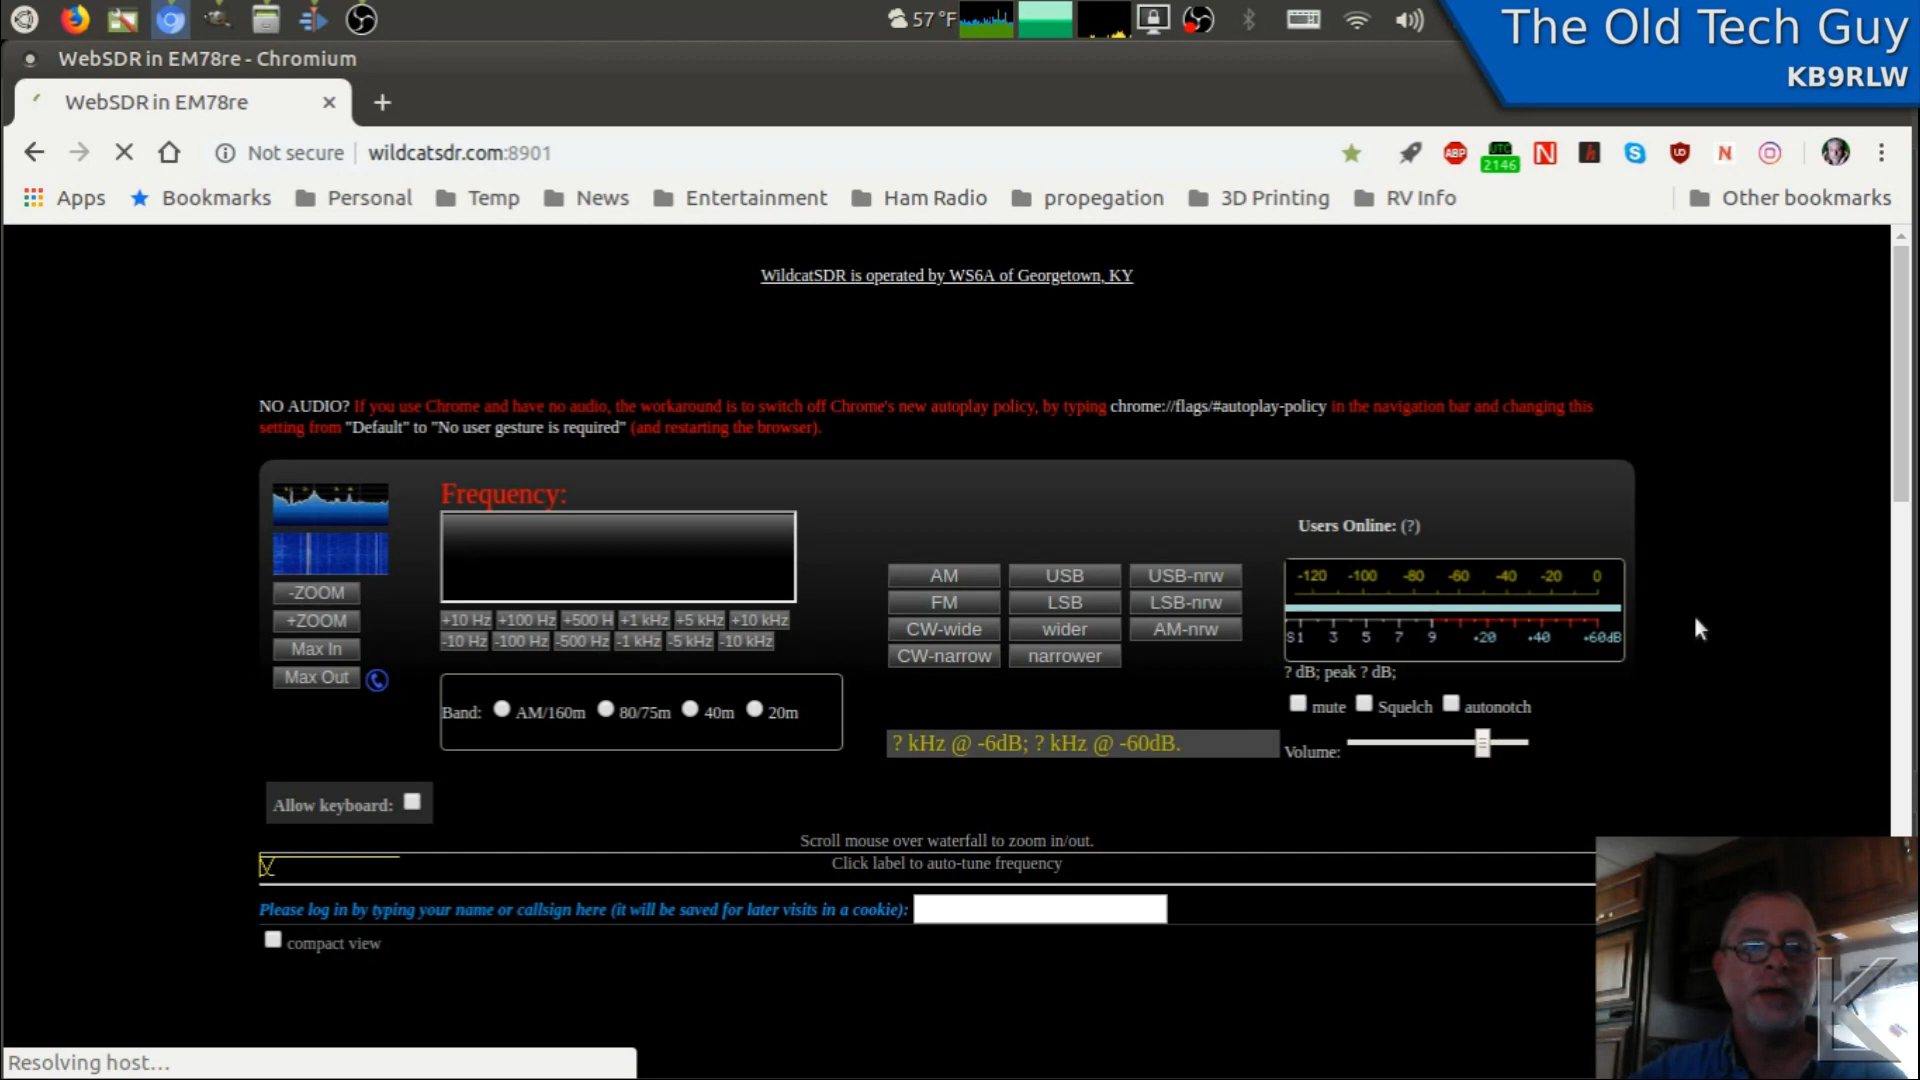 57 °F
The Old Tech Guy
KB9RLW
WebSDR in EM78re - Chromium
WebSDR in EM78re
Not secure | wildcatsdr.com:8901
ABP
UTC
2146
Apps Bookmarks Personal Temp News Entertainment Ham Radio propegation 3D Printing RV Info Other bookmarks
WildcatSDR is operated by WS6A of Georgetown, KY
NO AUDIO? If you use Chrome and have no audio, the workaround is to switch off Chrome's new autoplay policy, by typing chrome://flags/#autoplay-policy in the navigation bar and changing this
setting from "Default" to "No user gesture is required" (and restarting the browser).
Frequency:
-ZOOM
+ZOOM
Max In
Max Out
+10 Hz +100 Hz +500 H +1 kHz +5 kHz +10 kHz
-10 Hz -100 Hz -500 Hz -1 kHz -5 kHz -10 kHz
Band: AM/160m 80/75m 40m 20m
AM USB USB-nrw
FM LSB LSB-nrw
CW-wide wider AM-nrw
CW-narrow narrower
? kHz @ -6dB; ? kHz @ -60dB.
Users Online: (?)
-120 -100 -80 -60 -40 -20 0
S1 3 5 7 9 +20 +40 +60dB
? dB; peak ? dB;
mute Squelch autonotch
Volume:
Allow keyboard:
Scroll mouse over waterfall to zoom in/out.
Click label to auto-tune frequency
Please log in by typing your name or callsign here (it will be saved for later visits in a cookie):
compact view
K
Resolving host…